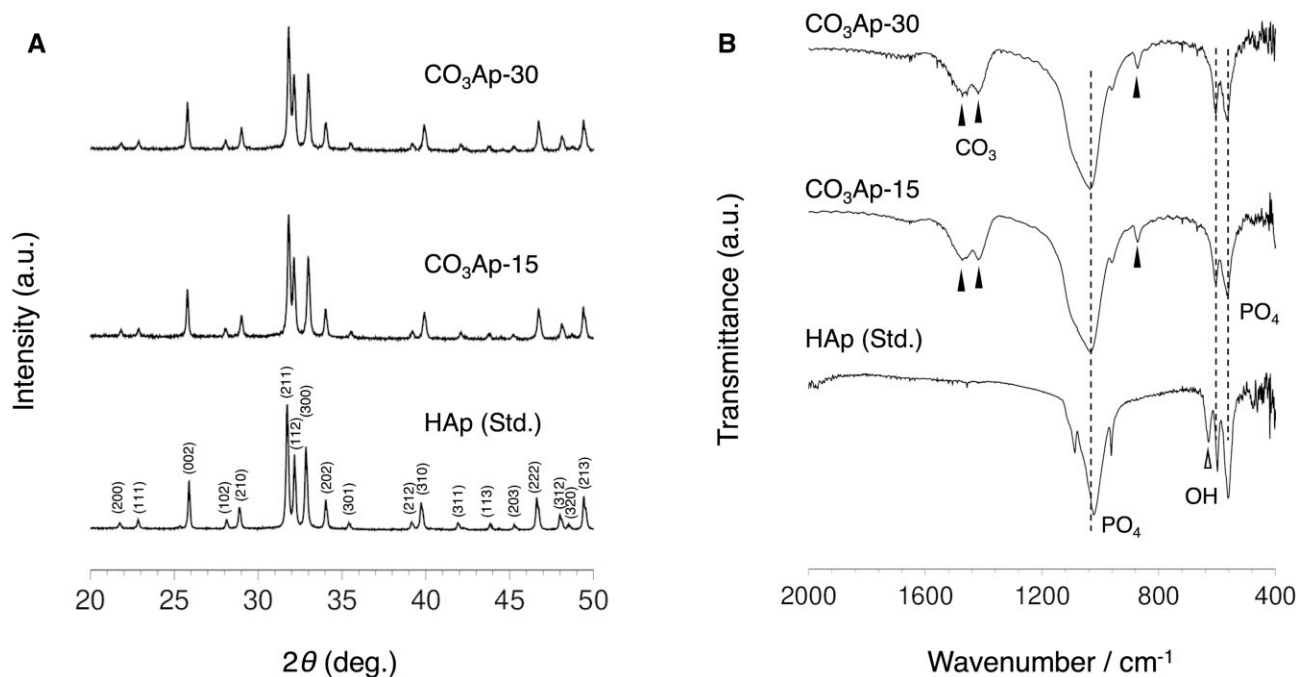 A
CO₃Ap-30
CO₃Ap-15
HAp (Std.)
(200)
(111)
(002)
(102)
(210)
(211)
(112)
(300)
(202)
(301)
(212)
(310)
(311)
(113)
(203)
(222)
(312)
(320)
(213)
Intensity (a.u.)
20 25 30 35 40 45 50
2θ (deg.)
B
CO₃Ap-30
CO₃
CO₃Ap-15
PO₄
HAp (Std.)
OH
PO₄
Transmittance (a.u.)
2000 1600 1200 800 400
Wavenumber / cm⁻¹